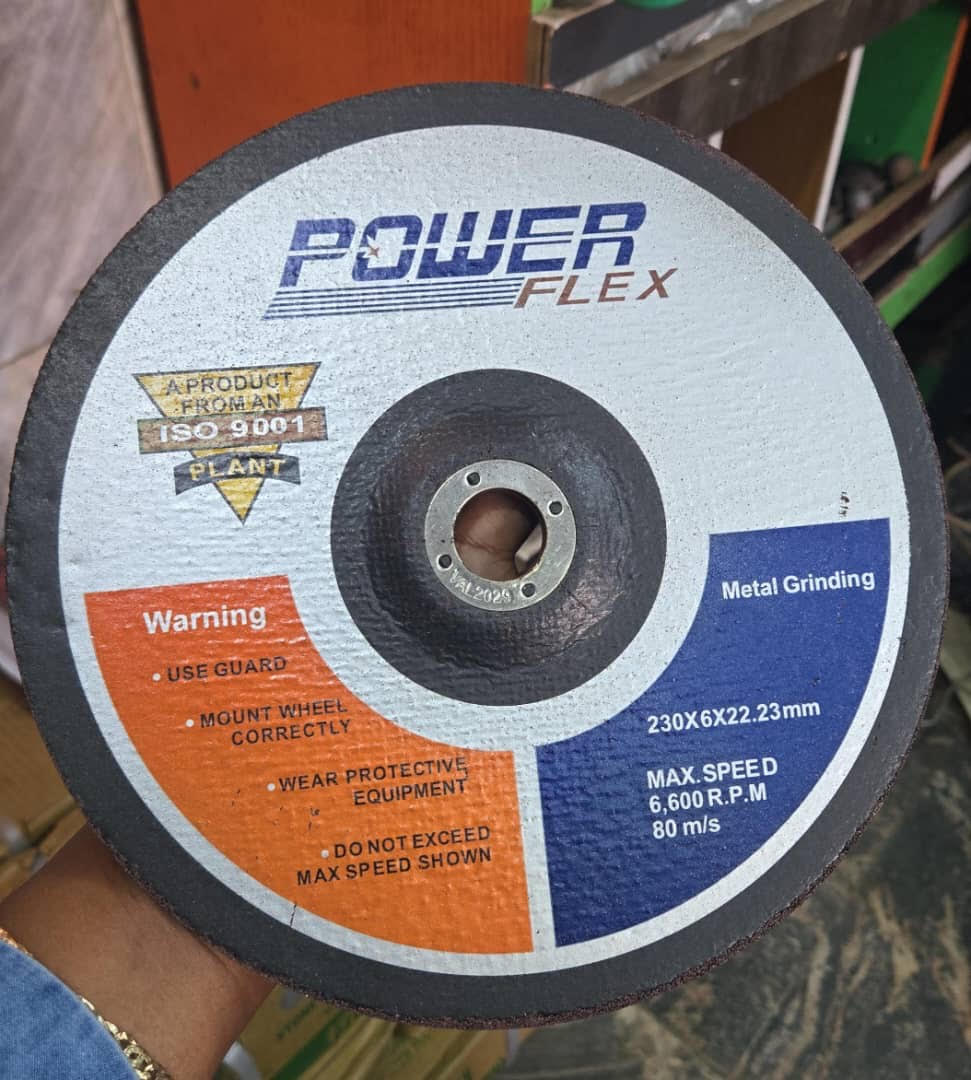 POWER
FLEX
A PRODUCT
FROM AN
ISO 9001
PLANT
VAL2029
Metal Grinding
230X6X22.23mm
MAX. SPEED
6,600 R.P.M
80 m/s
Warning
• USE GUARD
• MOUNT WHEEL
CORRECTLY
• WEAR PROTECTIVE
EQUIPMENT
• DO NOT EXCEED
MAX SPEED SHOWN